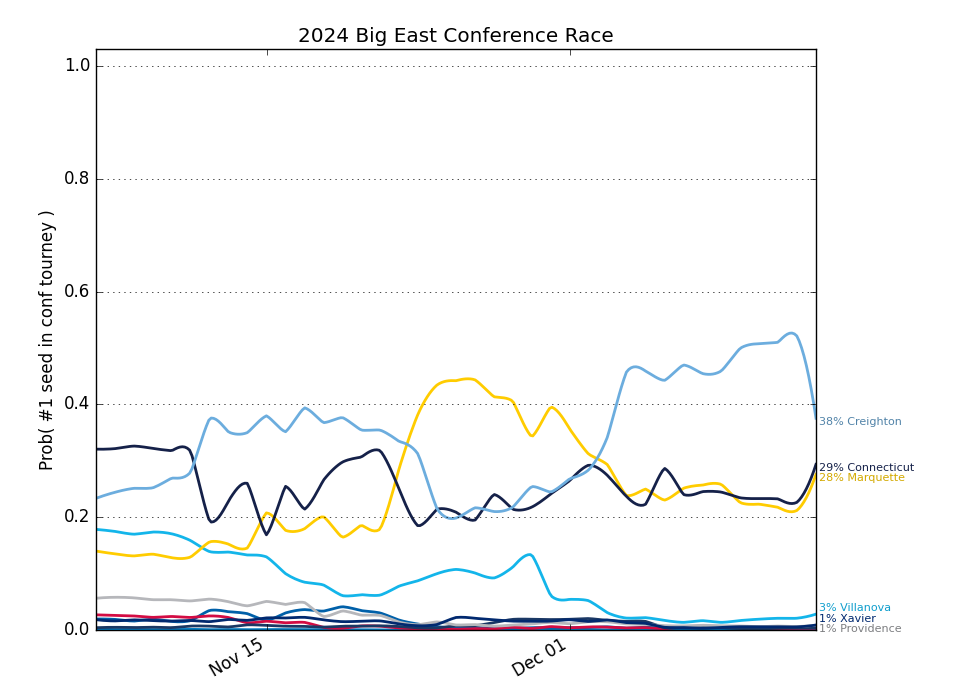 2024 Big East Conference Race
Prob( #1 seed in conf tourney )
1.0
0.8
0.6
0.4
0.2
0.0
Nov 15
Dec 01
38% Creighton
29% Connecticut
28% Marquette
3% Villanova
1% Xavier
1% Providence